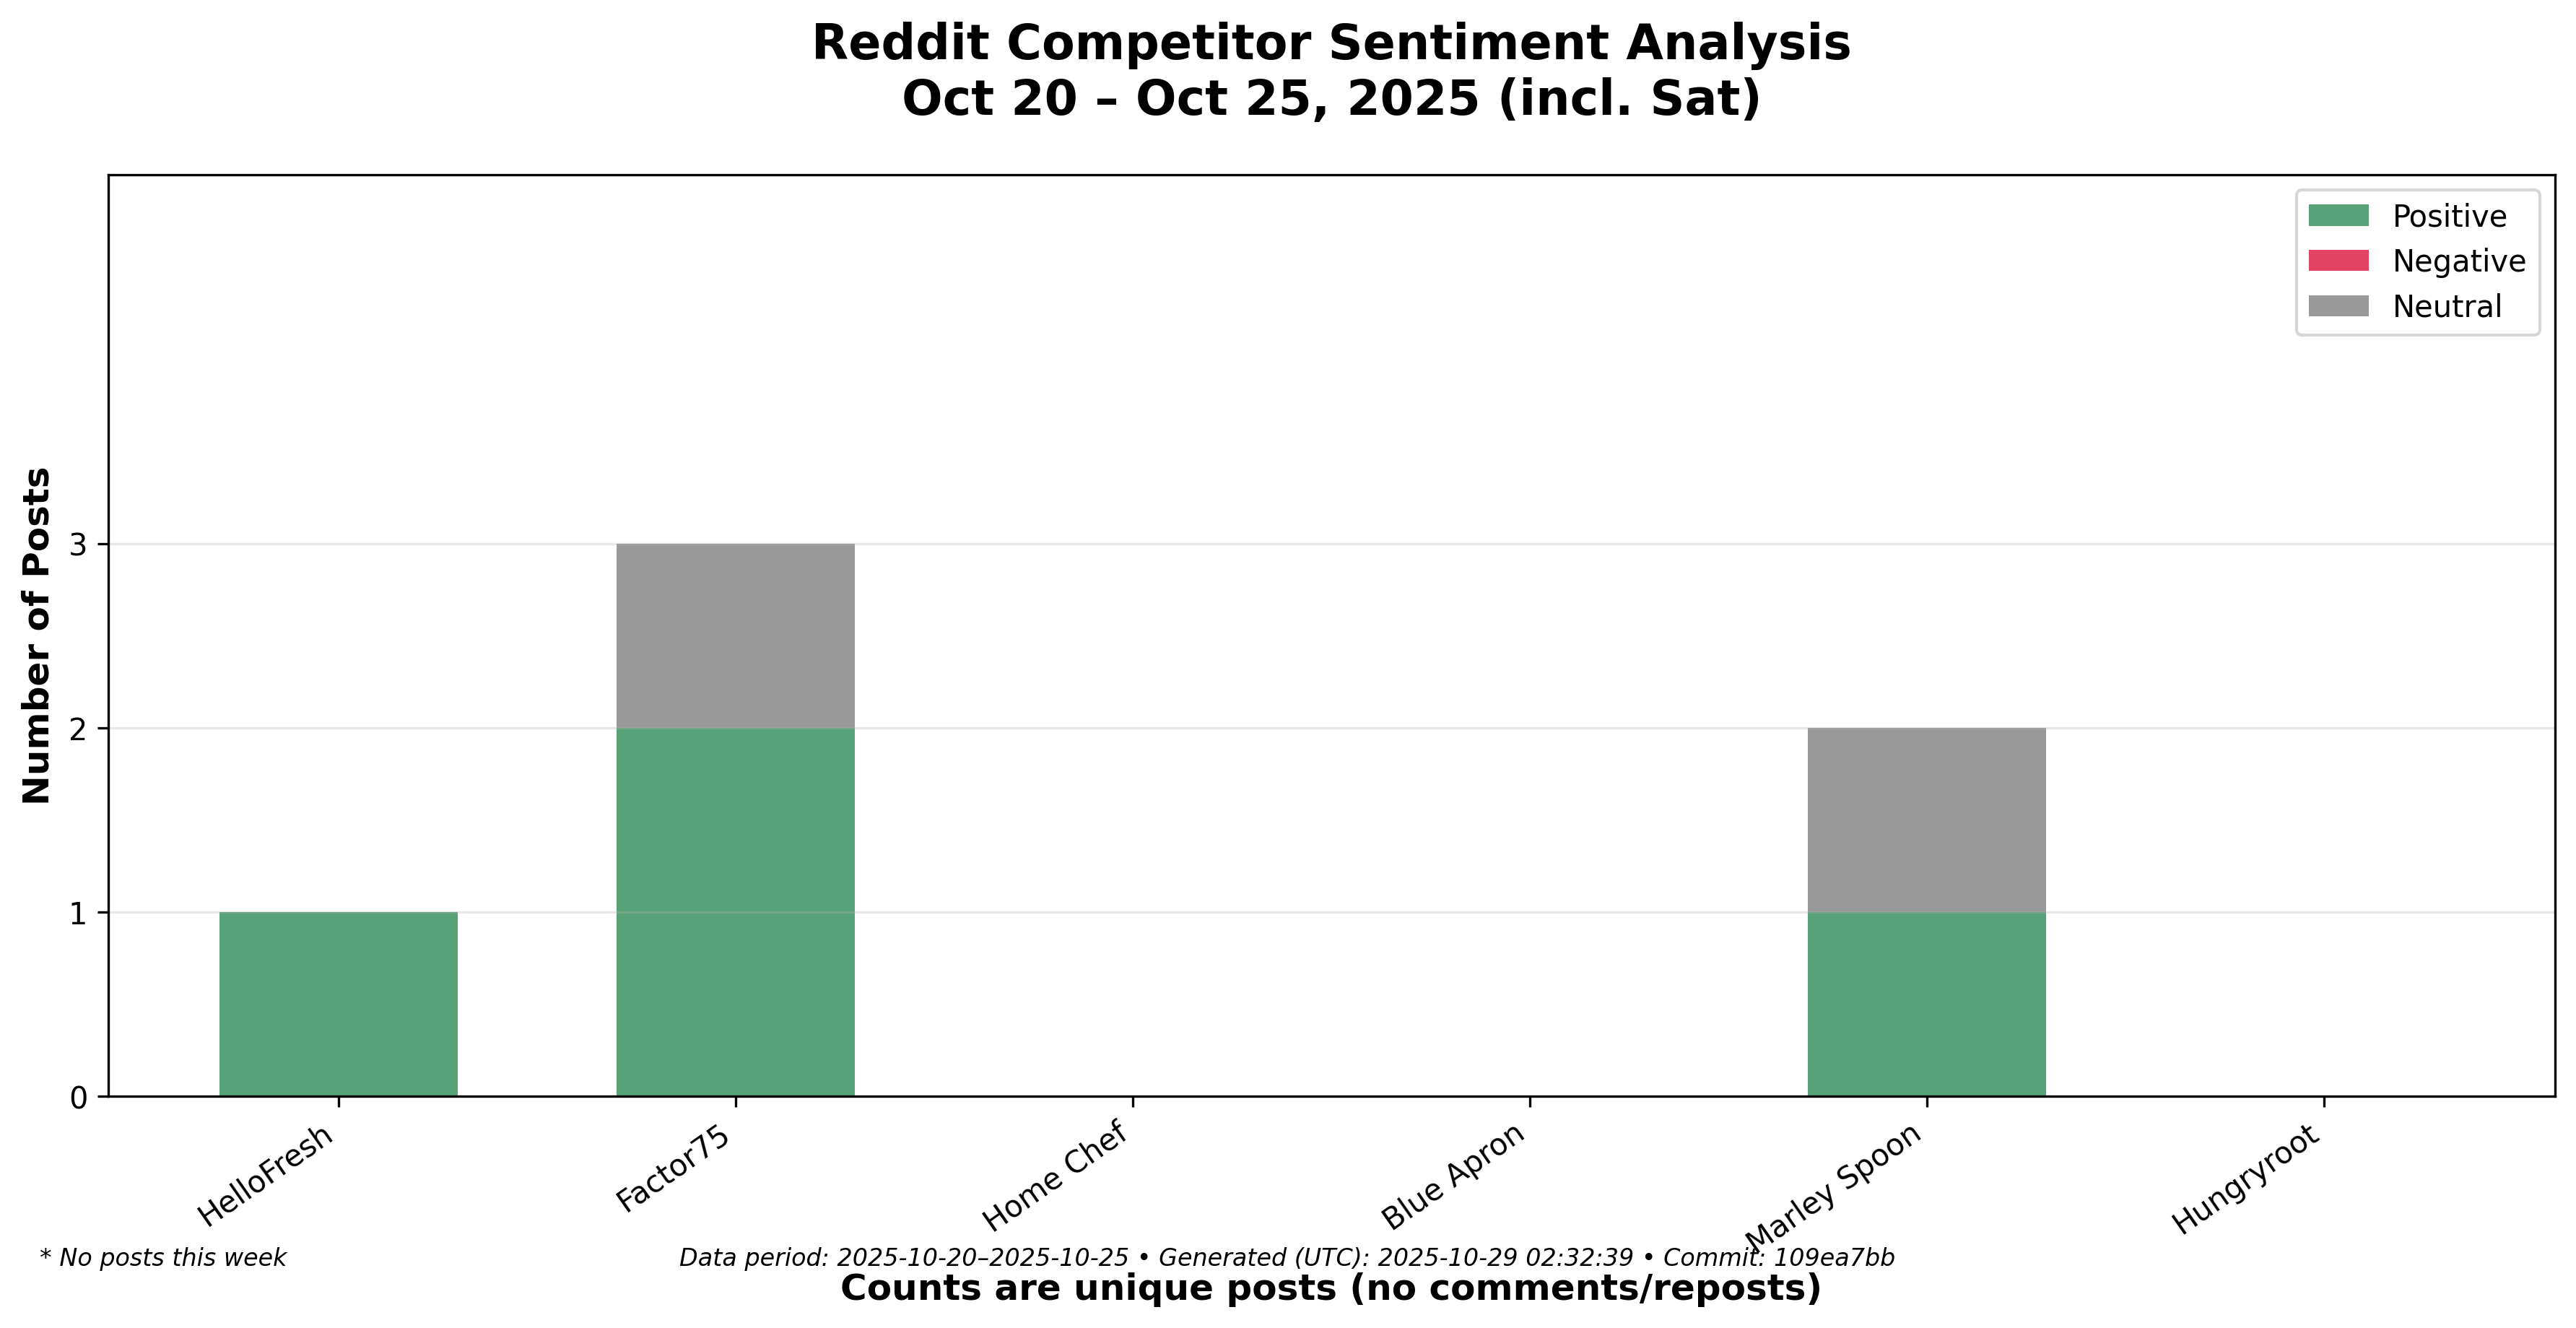 Reddit Competitor Sentiment Analysis
Oct 20 – Oct 25, 2025 (incl. Sat)
Positive
Negative
Neutral
Number of Posts
3
2
1
0
HelloFresh
Factor75
Home Chef
Blue Apron
Marley Spoon
Hungryroot
* No posts this week
Data period: 2025-10-20–2025-10-25 • Generated (UTC): 2025-10-29 02:32:39 • Commit: 109ea7bb
Counts are unique posts (no comments/reposts)